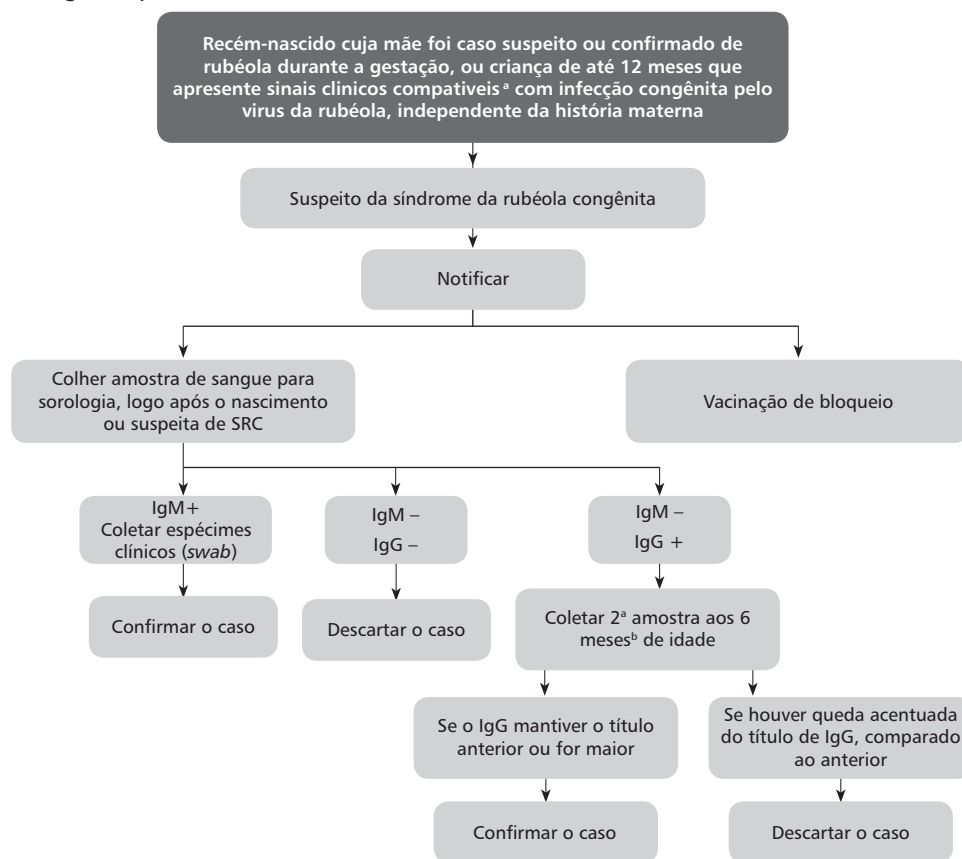 Recém-nascido cuja mãe foi caso suspeito ou confirmado de
rubéola durante a gestação, ou criança de até 12 meses que
apresente sinais clinicos compativeis ª com infecção congênita pelo
virus da rubéola, independente da história materna
Suspeito da síndrome da rubéola congênita
Notificar
Colher amostra de sangue para
sorologia, logo após o nascimento
ou suspeita de SRC
Vacinação de bloqueio
IgM+
Coletar espécimes
clínicos (swab)
IgM –
IgG –
IgM –
IgG +
Confirmar o caso
Descartar o caso
Coletar 2ª amostra aos 6
mesesᵇ de idade
Se o IgG mantiver o título
anterior ou for maior
Se houver queda acentuada
do título de IgG, comparado
ao anterior
Confirmar o caso
Descartar o caso